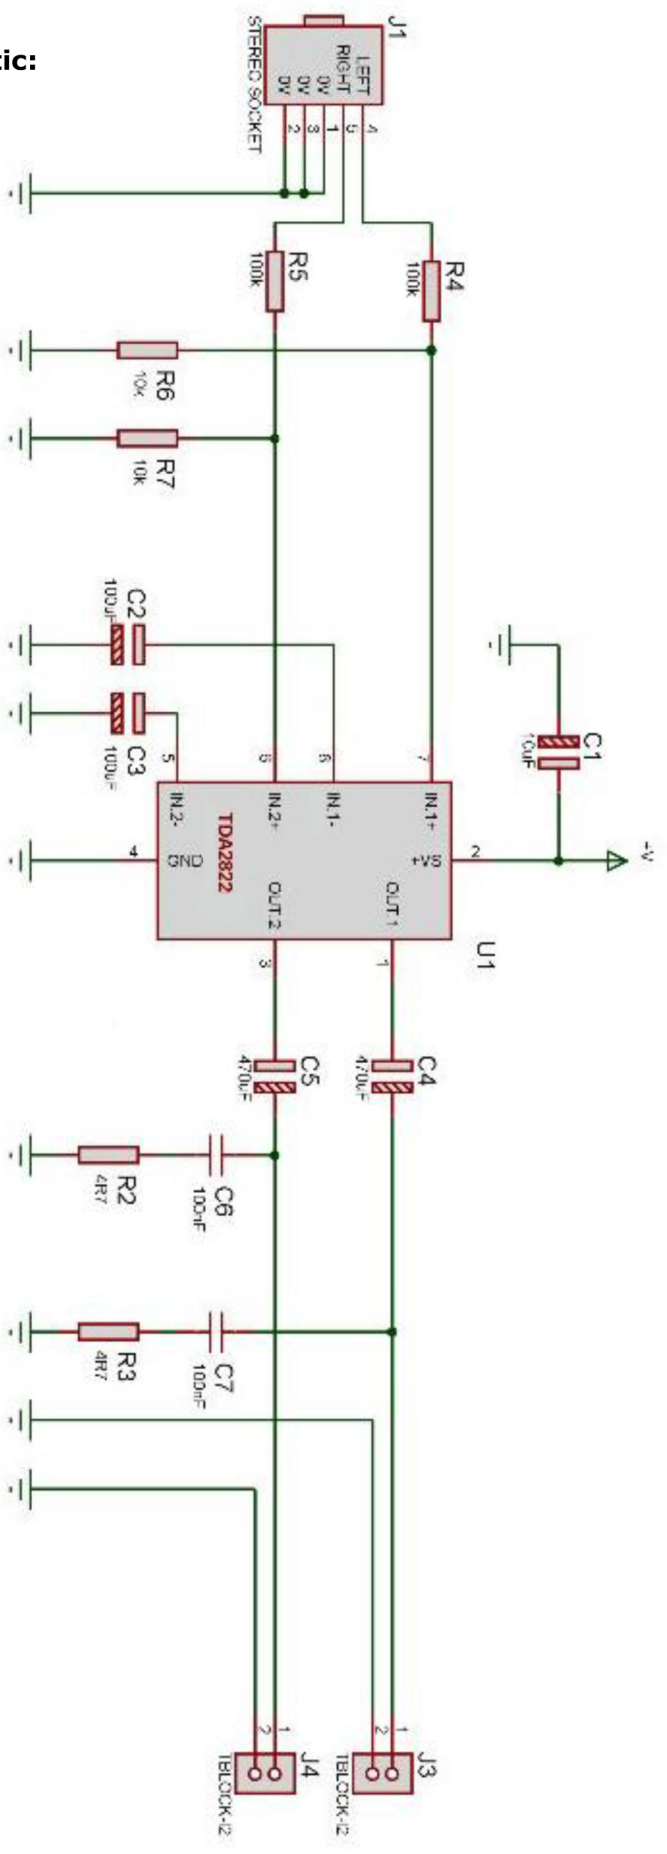 tic:
J1
STEREO SOCKET
LEFT
RIGHT
0V
0V
0V
4
5
1
3
2
R5
100k
R4
100k
R6
10k
R7
10k
C2
100uF
C3
100uF
C1
10uF
+V
5
6
7
IN.2-
IN.2+
IN.1-
IN.1+
TDA2822
4
GND
+VS
2
OUT.2
OUT.1
U1
3
1
C5
470uF
C4
470uF
R2
4R7
C6
100nF
R3
4R7
C7
100nF
2
1
2
1
J4
TBLOCK-I2
J3
TBLOCK-I2